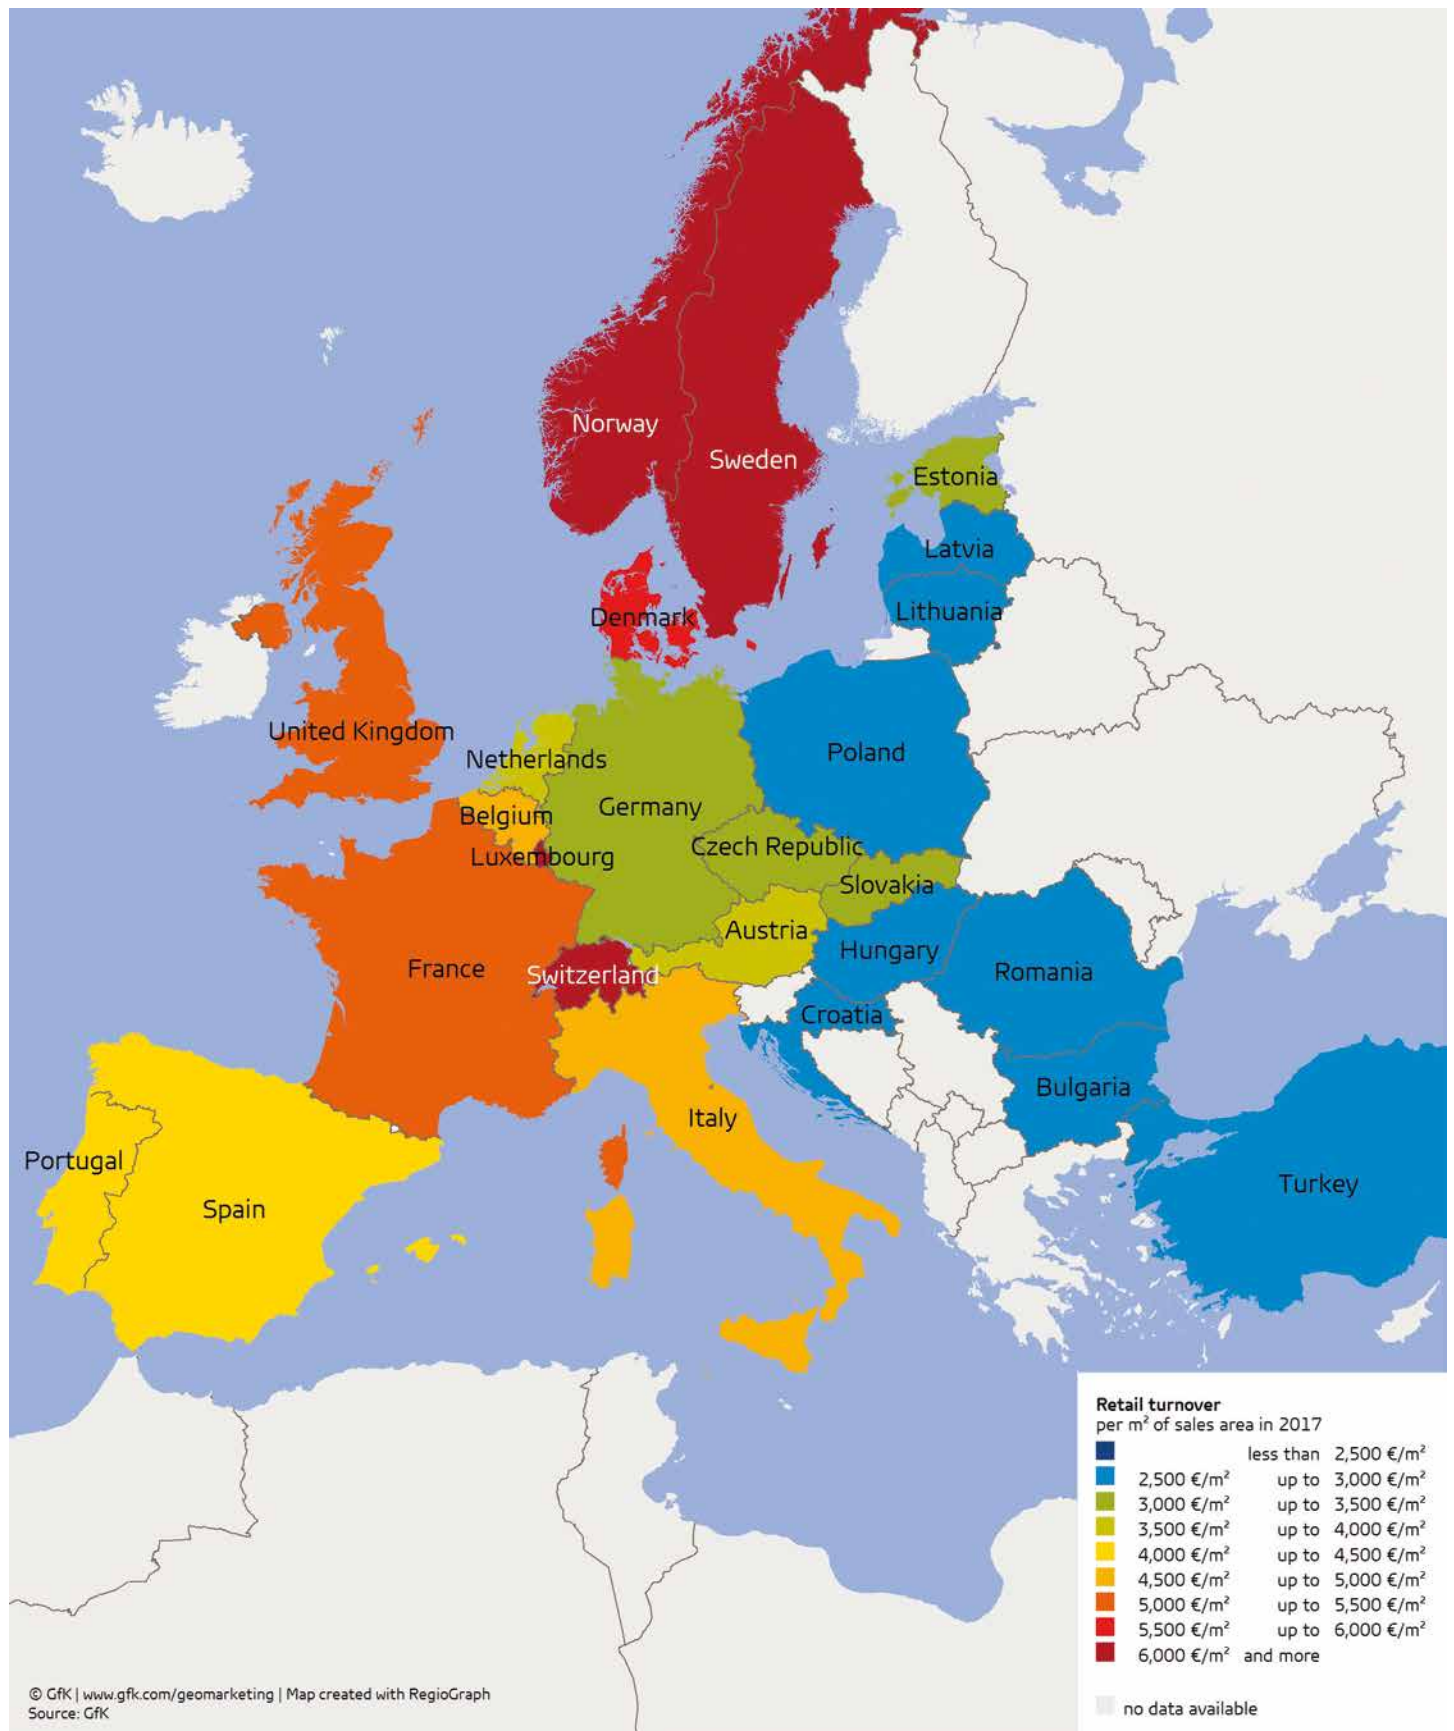 Norway
Sweden
Estonia
Latvia
Lithuania
Denmark
United Kingdom
Netherlands
Poland
Belgium
Germany
Luxembourg
Czech Republic
Slovakia
Austria
Hungary
France
Switzerland
Romania
Croatia
Bulgaria
Italy
Portugal
Spain
Turkey
Retail turnover
per m² of sales area in 2017
less than 2,500 €/m²
2,500 €/m² up to 3,000 €/m²
3,000 €/m² up to 3,500 €/m²
3,500 €/m² up to 4,000 €/m²
4,000 €/m² up to 4,500 €/m²
4,500 €/m² up to 5,000 €/m²
5,000 €/m² up to 5,500 €/m²
5,500 €/m² up to 6,000 €/m²
6,000 €/m² and more
no data available
© GfK | www.gfk.com/geomarketing | Map created with RegioGraph
Source: GfK